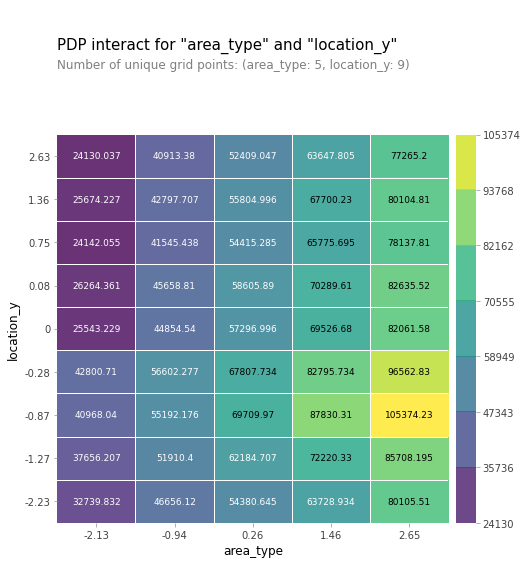 PDP interact for "area_type" and "location_y"
Number of unique grid points: (area_type: 5, location_y: 9)
105374
2.63 24130.037 40913.38 52409.047 63647.805 77265.2
93768
1.36 25674.227 42797.707 55804.996 67700.23 80104.81
0.75 24142.055 41545.438 54415.285 65775.695 78137.81
82162
0.08 26264.361 45658.81 58605.89 70289.61 82635.52
70555
0 25543.229 44854.54 57296.996 69526.68 82061.58
location_y
58949
-0.28 42800.71 56602.277 67807.734 82795.734 96562.83
47343
-0.87 40968.04 55192.176 69709.97 87830.31 105374.23
-1.27 37656.207 51910.4 62184.707 72220.33 85708.195
35736
-2.23 32739.832 46656.12 54380.645 63728.934 80105.51
24130
-2.13 -0.94 0.26 1.46 2.65
area_type